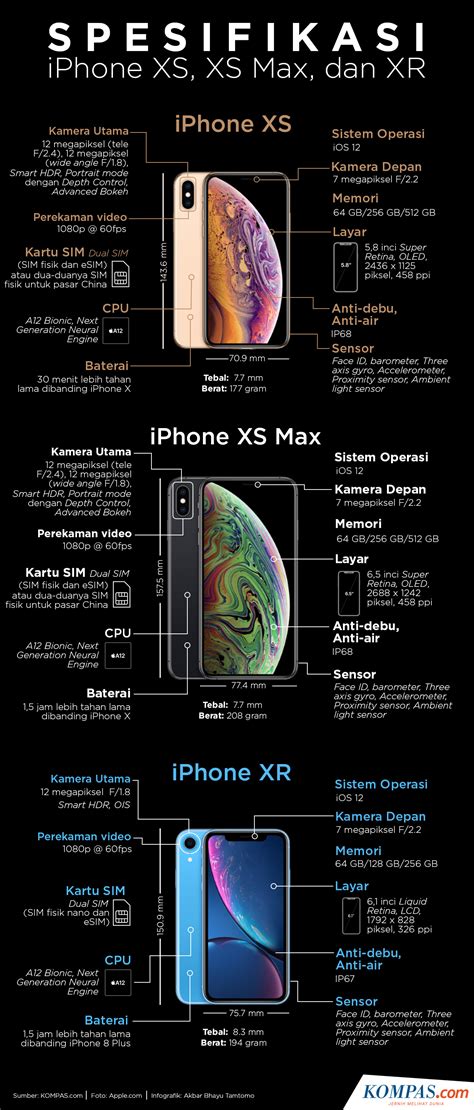 SPESIFIKASI
iPhone XS, XS Max, dan XR
iPhone XS
Kamera Utama
12 megapiksel (tele
F/2.4), 12 megapiksel
(wide angle F/1.8),
Smart HDR, Portrait mode
dengan Depth Control,
Advanced Bokeh
Perekaman video
1080p @ 60fps
Kartu SIM Dual SIM
(SIM fisik dan eSIM)
atau dua-duanya SIM
fisik untuk pasar China
CPU
A12 Bionic, Next
Generation Neural
Engine
A12
Baterai
30 menit lebih tahan
lama dibanding iPhone X
143.6 mm
70.9 mm
Tebal: 7.7 mm
Berat: 177 gram
Sistem Operasi
iOS 12
Kamera Depan
7 megapiksel F/2.2
Memori
64 GB/256 GB/512 GB
Layar
5.8"
5,8 inci Super
Retina, OLED,
2436 x 1125
piksel, 458 ppi
Anti-debu,
Anti-air
IP68
Sensor
Face ID, barometer, Three
axis gyro, Accelerometer,
Proximity sensor, Ambient
light sensor
iPhone XS Max
Kamera Utama
12 megapiksel (tele
F/2.4), 12 megapiksel
(wide angle F/1.8),
Smart HDR, Portrait mode
dengan Depth Control,
Advanced Bokeh
Perekaman video
1080p @ 60fps
Kartu SIM Dual SIM
(SIM fisik dan eSIM)
atau dua-duanya SIM
fisik untuk pasar China
CPU
A12 Bionic, Next
Generation Neural
Engine
A12
Baterai
1,5 jam lebih tahan lama
dibanding iPhone X
157.5 mm
77.4 mm
Tebal: 7.7 mm
Berat: 208 gram
Sistem Operasi
iOS 12
Kamera Depan
7 megapiksel F/2.2
Memori
64 GB/256 GB/512 GB
Layar
6.5"
6,5 inci Super
Retina, OLED,
2688 x 1242
piksel, 458 ppi
Anti-debu,
Anti-air
IP68
Sensor
Face ID, barometer, Three
axis gyro, Accelerometer,
Proximity sensor, Ambient
light sensor
iPhone XR
Kamera Utama
12 megapiksel F/1.8
Smart HDR, OIS
Perekaman video
1080p @ 60fps
Kartu SIM
Dual SIM
(SIM fisik nano dan
eSIM)
CPU
A12 Bionic, Next
Generation Neural
Engine
A12
Baterai
1,5 jam lebih tahan lama
dibanding iPhone 8 Plus
150.9 mm
75.7 mm
Tebal: 8.3 mm
Berat: 194 gram
Sistem Operasi
iOS 12
Kamera Depan
7 megapiksel F/2.2
Memori
64 GB/128 GB/256 GB
Layar
6.1"
6,1 inci Liquid
Retina, LCD,
1792 x 828
piksel, 326 ppi
Anti-debu,
Anti-air
IP67
Sensor
Face ID, barometer, Three
axis gyro, Accelerometer,
Proximity sensor, Ambient
light sensor
Sumber: KOMPAS.com | Foto: Apple.com | Infografik: Akbar Bhayu Tamtomo
KOMPAS.com
JERNIH MELIHAT DUNIA